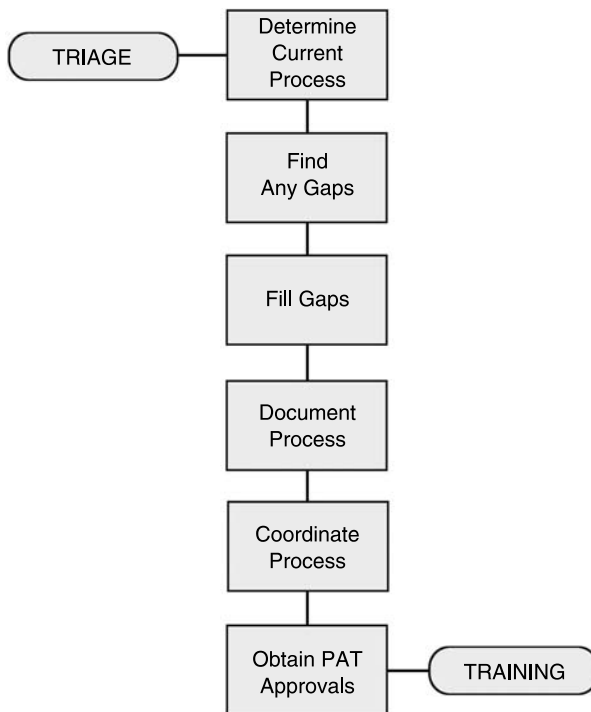 TRIAGE
Determine
Current
Process
Find
Any Gaps
Fill Gaps
Document
Process
Coordinate
Process
Obtain PAT
Approvals
TRAINING